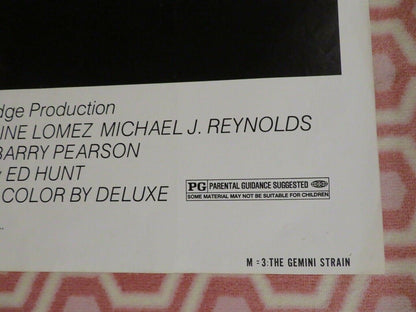 dge Production
INE LOMEZ MICHAEL J. REYNOLDS
BARRY PEARSON
ED HUNT
COLOR BY DELUXE
PG PARENTAL GUIDANCE SUGGESTED
SOME MATERIAL MAY NOT BE SUITABLE FOR CHILDREN
M-3: THE GEMINI STRAIN